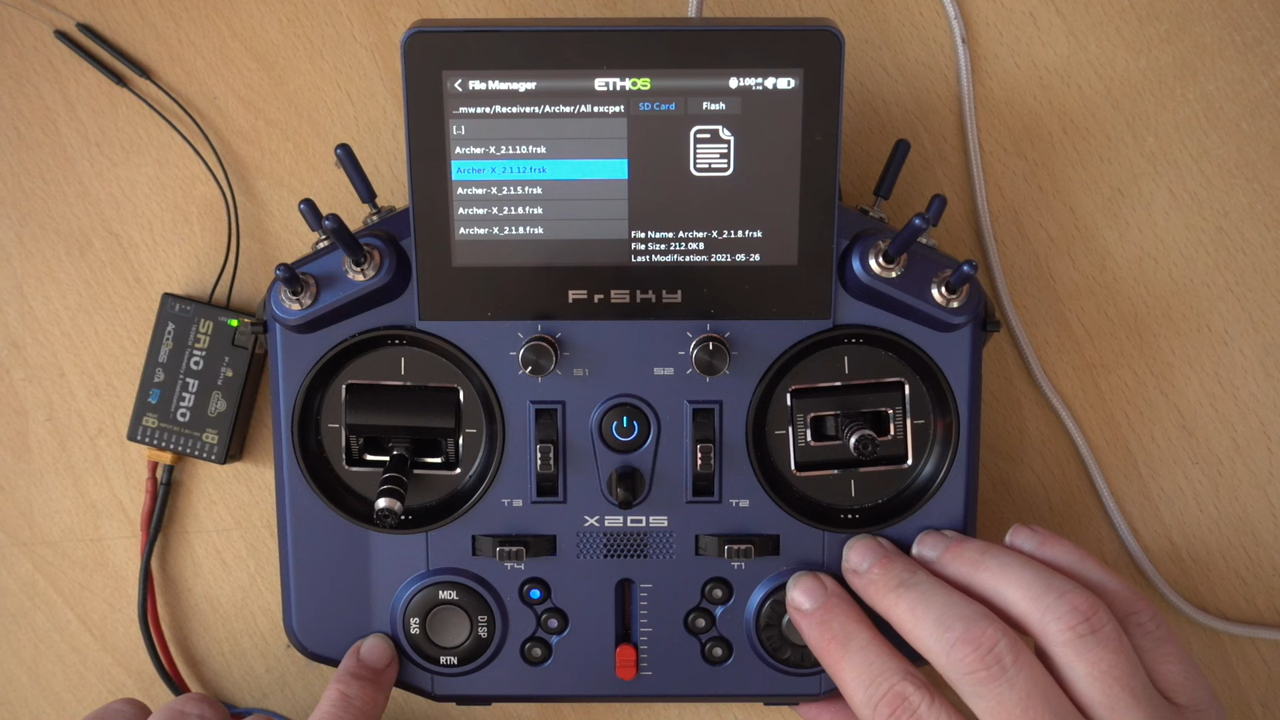 File Manager
ETHOS
...mware/Receivers/Archer/All excpet
SD Card
Flash
[..]
Archer-X_2.1.10.frsk
Archer-X_2.1.12.frsk
Archer-X_2.1.5.frsk
Archer-X_2.1.6.frsk
Archer-X_2.1.8.frsk
File Name: Archer-X_2.1.8.frsk
File Size: 212.0KB
Last Modification: 2021-05-26
FrSKY
S1
S2
T3
T2
X20S
T4
T1
MDL
SYS
DISP
RTN
SR10 PRO
ACCESS